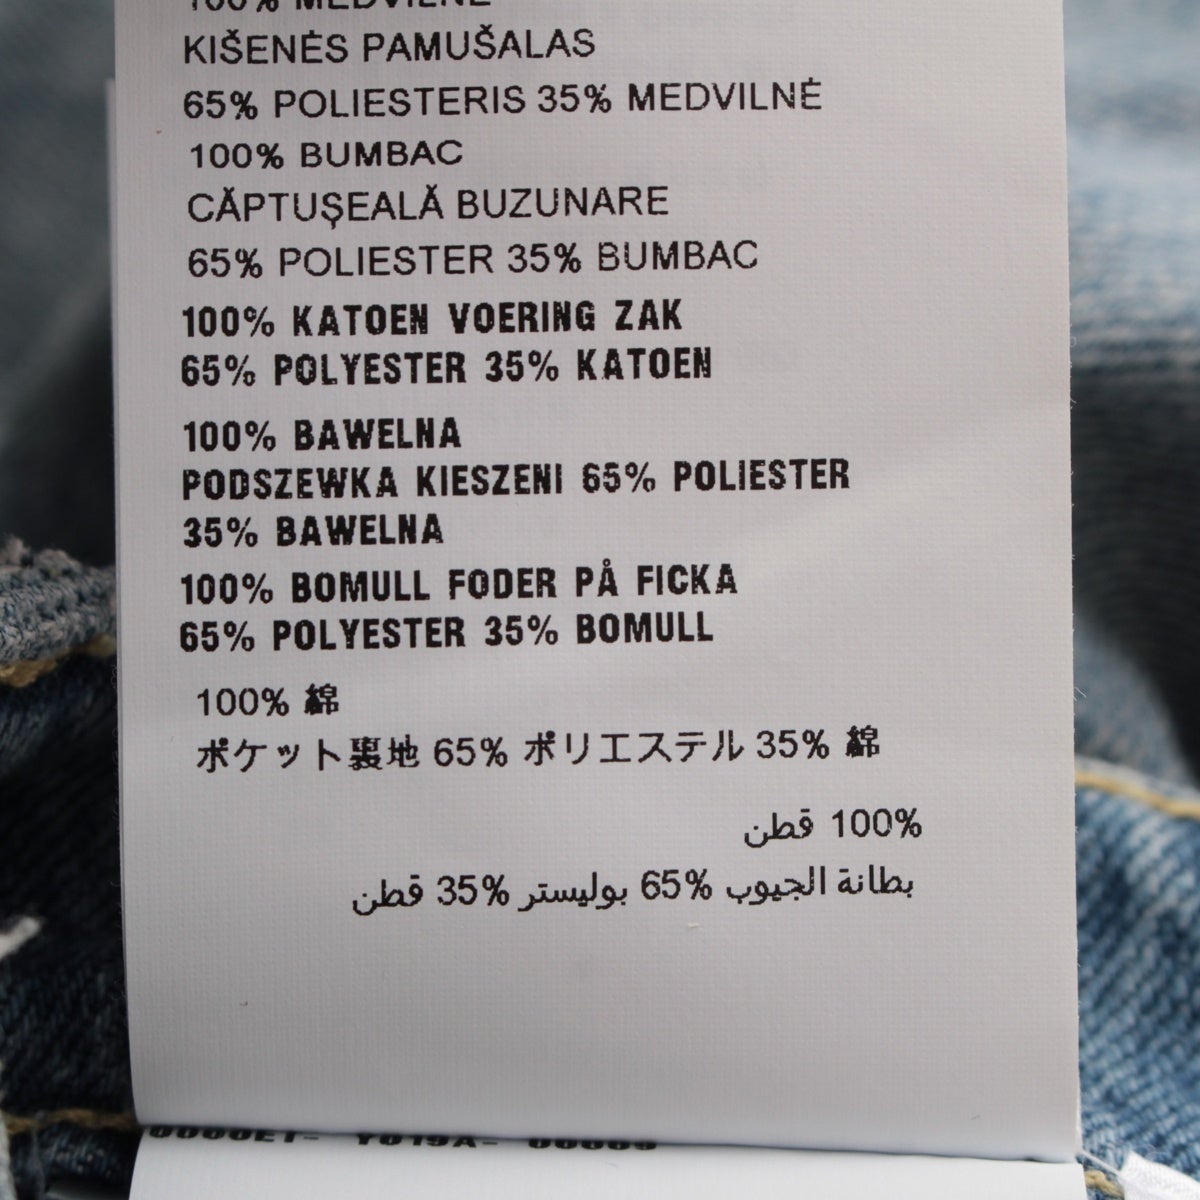 100% MEDVILNĖ
KIŠENĖS PAMUŠALAS
65% POLIESTERIS 35% MEDVILNĖ
100% BUMBAC
CĂPTUȘEALĂ BUZUNARE
65% POLIESTER 35% BUMBAC
100% KATOEN VOERING ZAK
65% POLYESTER 35% KATOEN
100% BAWELNA
PODSZEWKA KIESZENI 65% POLIESTER
35% BAWELNA
100% BOMULL FODER PÅ FICKA
65% POLYESTER 35% BOMULL
100% 綿
ポケット裏地 65% ポリエステル 35% 綿
100% قطن
بطانة الجيوب 65% بوليستر 35% قطن